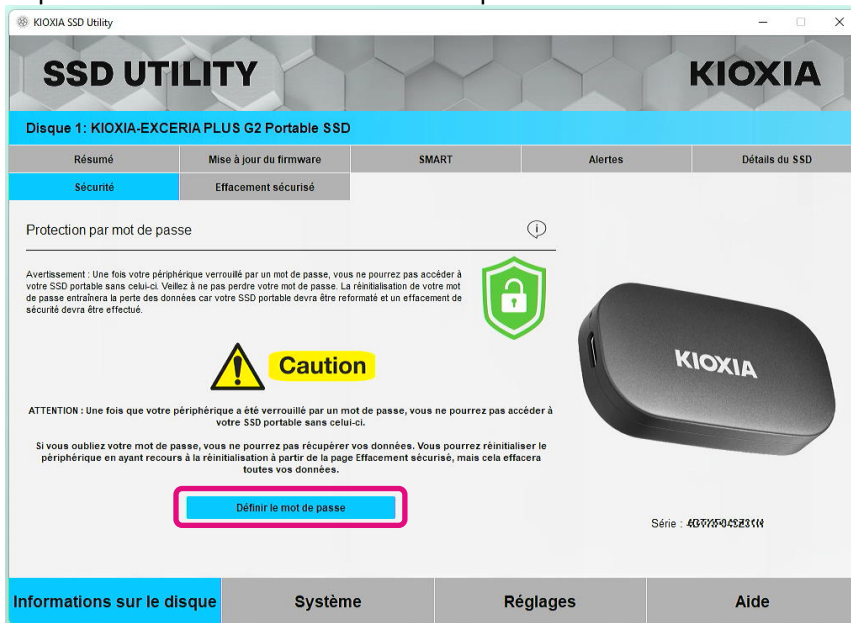 KIOXIA SSD Utility
SSD UTILITY
KIOXIA
Disque 1: KIOXIA-EXCERIA PLUS G2 Portable SSD
Résumé
Mise à jour du firmware
SMART
Alertes
Détails du SSD
Sécurité
Effacement sécurisé
Protection par mot de passe
Avertissement : Une fois votre périphérique verrouillé par un mot de passe, vous ne pourrez pas accéder à
votre SSD portable sans celui-ci. Veillez à ne pas perdre votre mot de passe. La réinitialisation de votre mot
de passe entraînera la perte des données car votre SSD portable devra être reformaté et un effacement de
sécurité devra être effectué.
Caution
ATTENTION : Une fois que votre périphérique a été verrouillé par un mot de passe, vous ne pourrez pas accéder à
votre SSD portable sans celui-ci.
Si vous oubliez votre mot de passe, vous ne pourrez pas récupérer vos données. Vous pourrez réinitialiser le
périphérique en ayant recours à la réinitialisation à partir de la page Effacement sécurisé, mais cela effacera
toutes vos données.
Définir le mot de passe
KIOXIA
Série :
Informations sur le disque
Système
Réglages
Aide